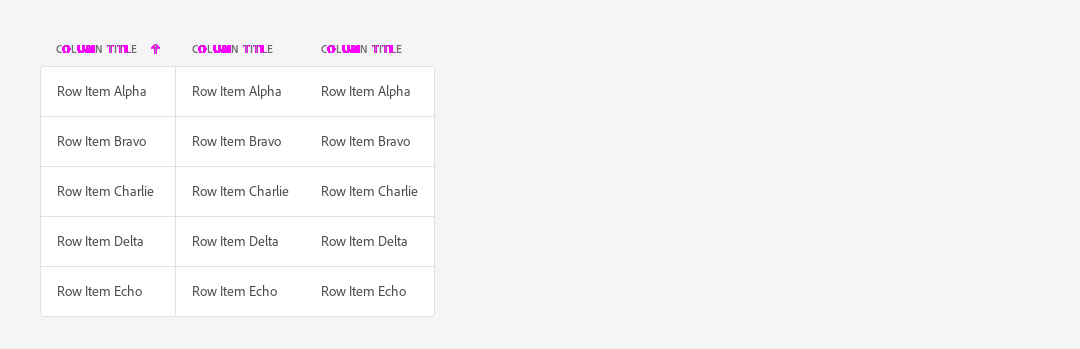 COLUMN TITLE COLUMN TITLE COLUMN TITLE
Row Item Alpha Row Item Alpha Row Item Alpha
Row Item Bravo Row Item Bravo Row Item Bravo
Row Item Charlie Row Item Charlie Row Item Charlie
Row Item Delta Row Item Delta Row Item Delta
Row Item Echo Row Item Echo Row Item Echo